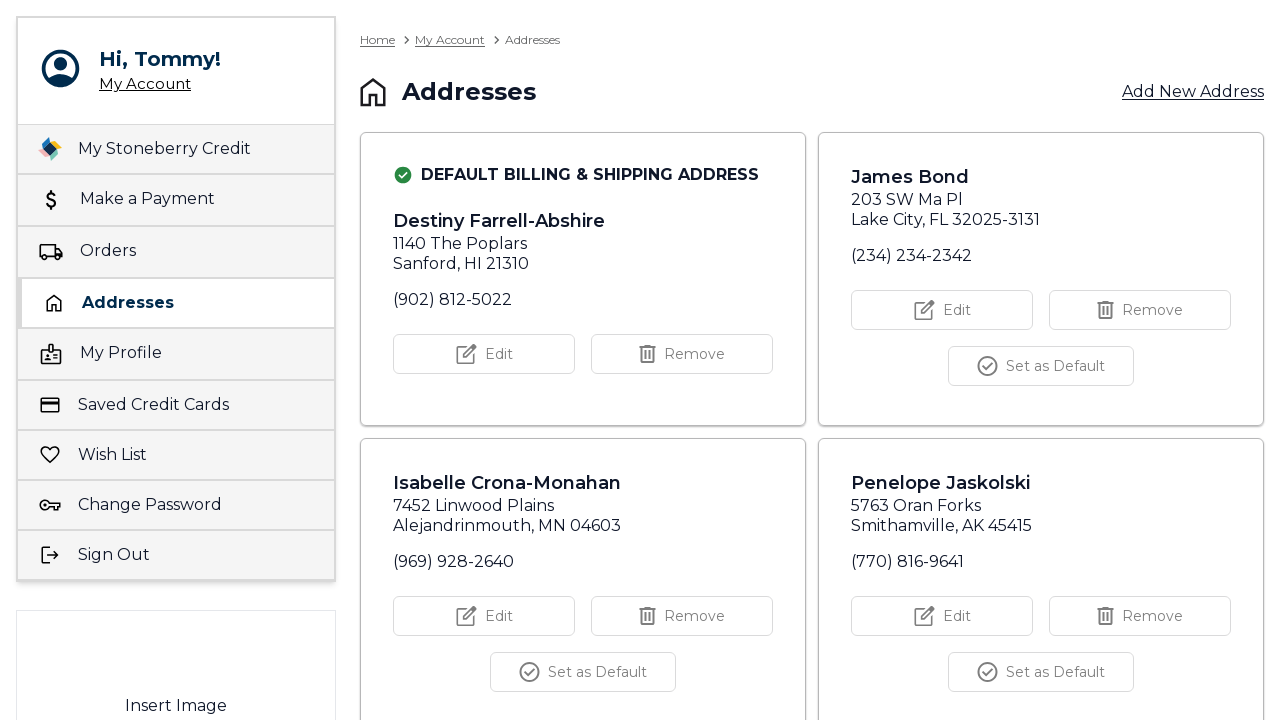 Hi, Tommy!
My Account
My Stoneberry Credit
Make a Payment
Orders
Addresses
My Profile
Saved Credit Cards
Wish List
Change Password
Sign Out
Insert Image
Home > My Account > Addresses
Addresses
Add New Address
DEFAULT BILLING & SHIPPING ADDRESS
Destiny Farrell-Abshire
1140 The Poplars
Sanford, HI 21310
(902) 812-5022
Edit
Remove
James Bond
203 SW Ma Pl
Lake City, FL 32025-3131
(234) 234-2342
Edit
Remove
Set as Default
Isabelle Crona-Monahan
7452 Linwood Plains
Alejandrinmouth, MN 04603
(969) 928-2640
Edit
Remove
Set as Default
Penelope Jaskolski
5763 Oran Forks
Smithamville, AK 45415
(770) 816-9641
Edit
Remove
Set as Default